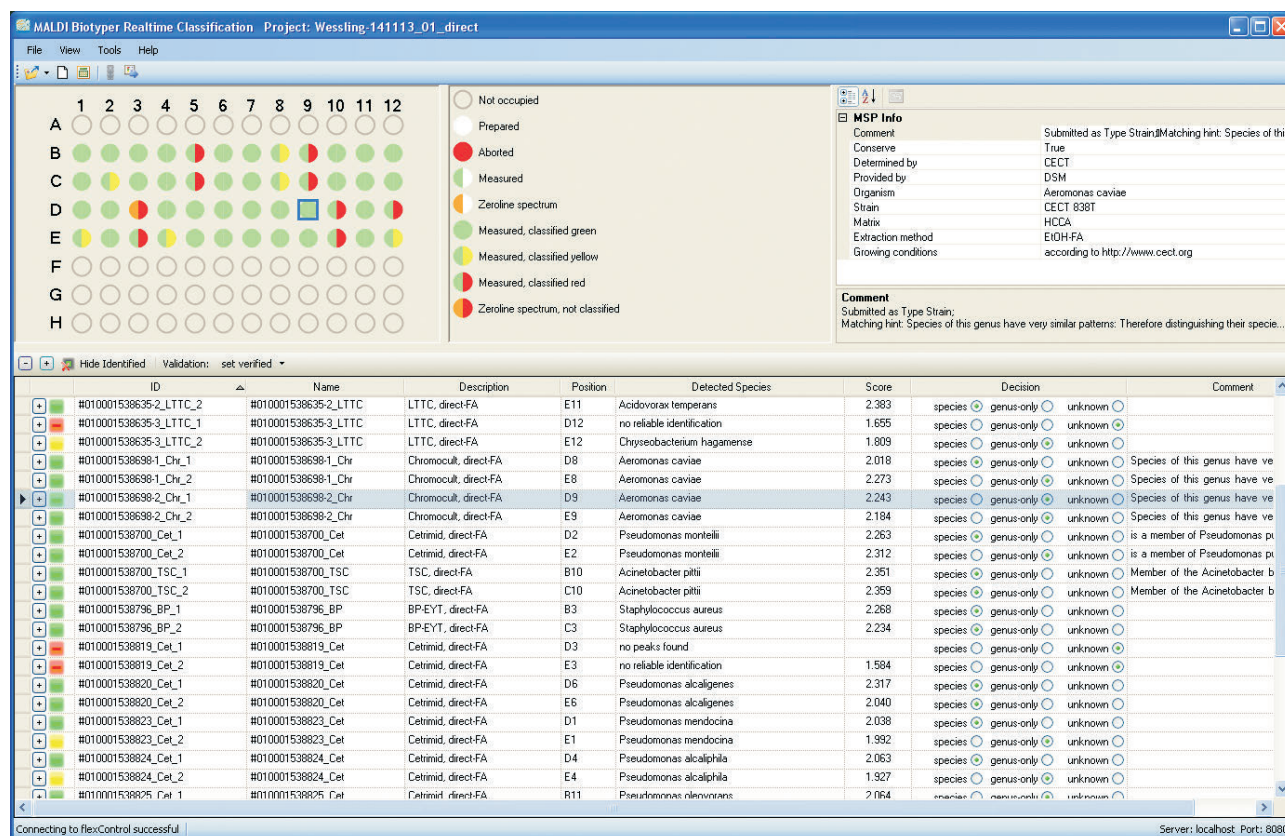 MALDI Biotyper Realtime Classification Project: Wessling-141113_01_direct
File View Tools Help
1 2 3 4 5 6 7 8 9 10 11 12
A
B
C
D
E
F
G
H
Not occupied
Prepared
Aborted
Measured
Zeroline spectrum
Measured, classified green
Measured, classified yellow
Measured, classified red
Zeroline spectrum, not classified
MSP Info
Comment Submitted as Type Strain;Matching hint: Species of thi
Conserve True
Determined by CECT
Provided by DSM
Organism Aeromonas caviae
Strain CECT 838T
Matrix HCCA
Extraction method EtOH-FA
Growing conditions according to http://www.cect.org
Comment
Submitted as Type Strain;
Matching hint: Species of this genus have very similar patterns: Therefore distinguishing their specie...
Hide Identified Validation: set verified
ID Name Description Position Detected Species Score Decision Comment
#010001538635-2_LTTC_2 #010001538635-2_LTTC LTTC, direct-FA E11 Acidovorax temperans 2.383 species genus-only unknown
#010001538635-3_LTTC_1 #010001538635-3_LTTC LTTC, direct-FA D12 no reliable identification 1.655 species genus-only unknown
#010001538635-3_LTTC_2 #010001538635-3_LTTC LTTC, direct-FA E12 Chryseobacterium hagamense 1.809 species genus-only unknown
#010001538698-1_Chr_1 #010001538698-1_Chr Chromocult, direct-FA D8 Aeromonas caviae 2.018 species genus-only unknown Species of this genus have ve
#010001538698-1_Chr_2 #010001538698-1_Chr Chromocult, direct-FA E8 Aeromonas caviae 2.273 species genus-only unknown Species of this genus have ve
#010001538698-2_Chr_1 #010001538698-2_Chr Chromocult, direct-FA D9 Aeromonas caviae 2.243 species genus-only unknown Species of this genus have ve
#010001538698-2_Chr_2 #010001538698-2_Chr Chromocult, direct-FA E9 Aeromonas caviae 2.184 species genus-only unknown Species of this genus have ve
#010001538700_Cet_1 #010001538700_Cet Cetrimid, direct-FA D2 Pseudomonas monteilii 2.263 species genus-only unknown is a member of Pseudomonas pu
#010001538700_Cet_2 #010001538700_Cet Cetrimid, direct-FA E2 Pseudomonas monteilii 2.312 species genus-only unknown is a member of Pseudomonas pu
#010001538700_TSC_1 #010001538700_TSC TSC, direct-FA B10 Acinetobacter pittii 2.351 species genus-only unknown Member of the Acinetobacter b
#010001538700_TSC_2 #010001538700_TSC TSC, direct-FA C10 Acinetobacter pittii 2.359 species genus-only unknown Member of the Acinetobacter b
#010001538796_BP_1 #010001538796_BP BP-EYT, direct-FA B3 Staphylococcus aureus 2.268 species genus-only unknown
#010001538796_BP_2 #010001538796_BP BP-EYT, direct-FA C3 Staphylococcus aureus 2.234 species genus-only unknown
#010001538819_Cet_1 #010001538819_Cet Cetrimid, direct-FA D3 no peaks found species genus-only unknown
#010001538819_Cet_2 #010001538819_Cet Cetrimid, direct-FA E3 no reliable identification 1.584 species genus-only unknown
#010001538820_Cet_1 #010001538820_Cet Cetrimid, direct-FA D6 Pseudomonas alcaligenes 2.317 species genus-only unknown
#010001538820_Cet_2 #010001538820_Cet Cetrimid, direct-FA E6 Pseudomonas alcaligenes 2.040 species genus-only unknown
#010001538823_Cet_1 #010001538823_Cet Cetrimid, direct-FA D1 Pseudomonas mendocina 2.038 species genus-only unknown
#010001538823_Cet_2 #010001538823_Cet Cetrimid, direct-FA E1 Pseudomonas mendocina 1.992 species genus-only unknown
#010001538824_Cet_1 #010001538824_Cet Cetrimid, direct-FA D4 Pseudomonas alcaliphila 2.063 species genus-only unknown
#010001538824_Cet_2 #010001538824_Cet Cetrimid, direct-FA E4 Pseudomonas alcaliphila 1.927 species genus-only unknown
#010001538825_Cet_1 #010001538825_Cet Cetrimid, direct-FA B11 Pseudomonas oleovorans 2.064 species genus-only unknown
Connecting to flexControl successful Server: localhost Port: 8080